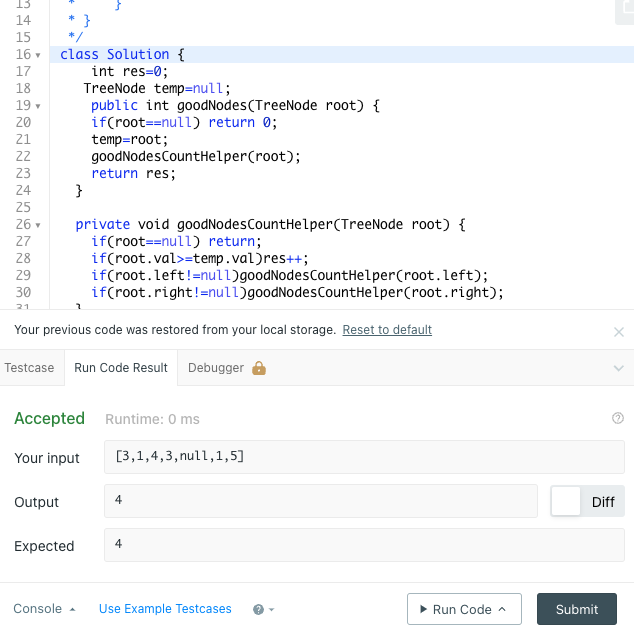 13 * }
14 * }
15 */
16 class Solution {
17 int res=0;
18 TreeNode temp=null;
19 public int goodNodes(TreeNode root) {
20 if(root==null) return 0;
21 temp=root;
22 goodNodesCountHelper(root);
23 return res;
24 }
25
26 private void goodNodesCountHelper(TreeNode root) {
27 if(root==null) return;
28 if(root.val>=temp.val)res++;
29 if(root.left!=null)goodNodesCountHelper(root.left);
30 if(root.right!=null)goodNodesCountHelper(root.right);
31 }
Your previous code was restored from your local storage. Reset to default
Testcase Run Code Result Debugger
Accepted Runtime: 0 ms
Your input [3,1,4,3,null,1,5]
Output 4 Diff
Expected 4
Console Use Example Testcases ? Run Code Submit